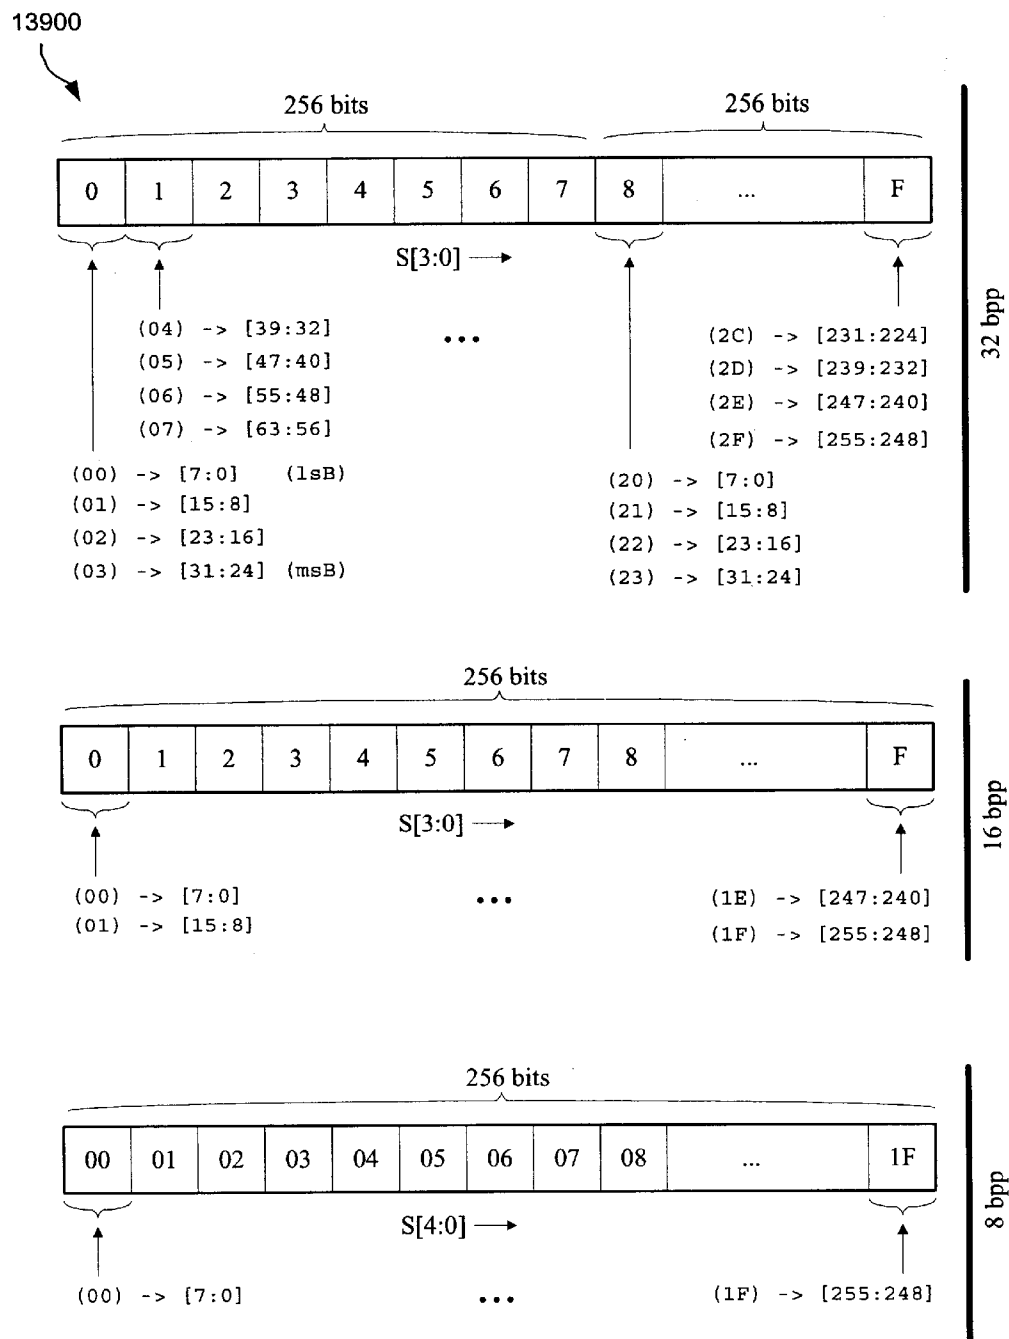 13900
256 bits 256 bits
0 1 2 3 4 5 6 7 8 ... F
S[3:0]
(04) -> [39:32]
(05) -> [47:40]
(06) -> [55:48]
(07) -> [63:56]
...
(2C) -> [231:224]
(2D) -> [239:232]
(2E) -> [247:240]
(2F) -> [255:248]
(00) -> [7:0] (lsB)
(01) -> [15:8]
(02) -> [23:16]
(03) -> [31:24] (msB)
(20) -> [7:0]
(21) -> [15:8]
(22) -> [23:16]
(23) -> [31:24]
32 bpp
256 bits
0 1 2 3 4 5 6 7 8 ... F
S[3:0]
(00) -> [7:0]
(01) -> [15:8]
...
(1E) -> [247:240]
(1F) -> [255:248]
16 bpp
256 bits
00 01 02 03 04 05 06 07 08 ... 1F
S[4:0]
(00) -> [7:0] ... (1F) -> [255:248]
8 bpp